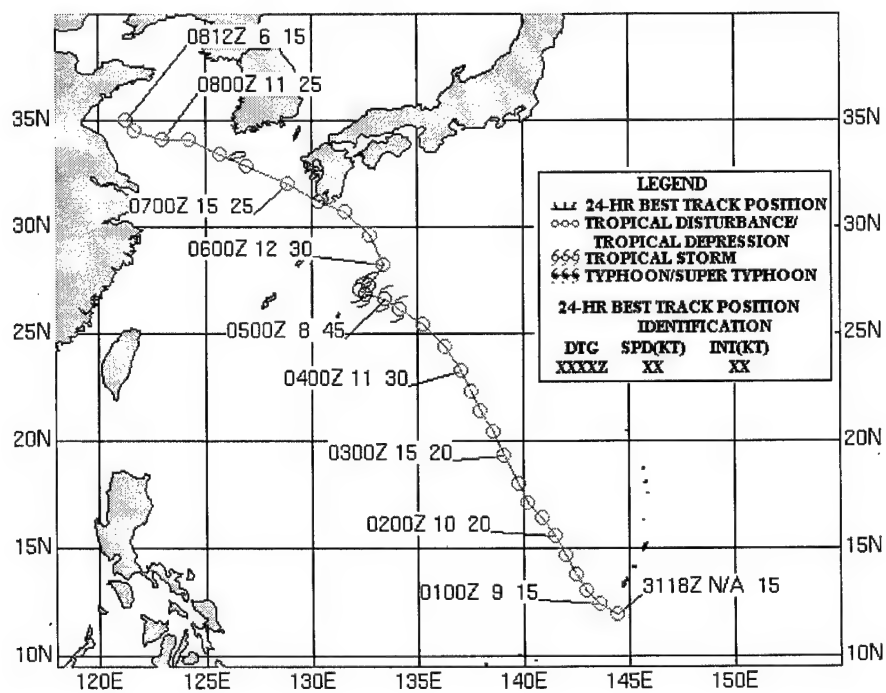 0812Z 6 15
0800Z 11 25
35N
35N
LEGEND
24-HR BEST TRACK POSITION
TROPICAL DISTURBANCE/
TROPICAL DEPRESSION
TROPICAL STORM
TYPHOON/SUPER TYPHOON
24-HR BEST TRACK POSITION
IDENTIFICATION
DTG SPD(KT) INT(KT)
XXXXZ XX XX
0700Z 15 25
30N
30N
0600Z 12 30
25N
25N
0500Z 8 45
0400Z 11 30
20N
20N
0300Z 15 20
0200Z 10 20
15N
15N
0100Z 9 15
3118Z N/A 15
10N
10N
120E 125E 130E 135E 140E 145E 150E